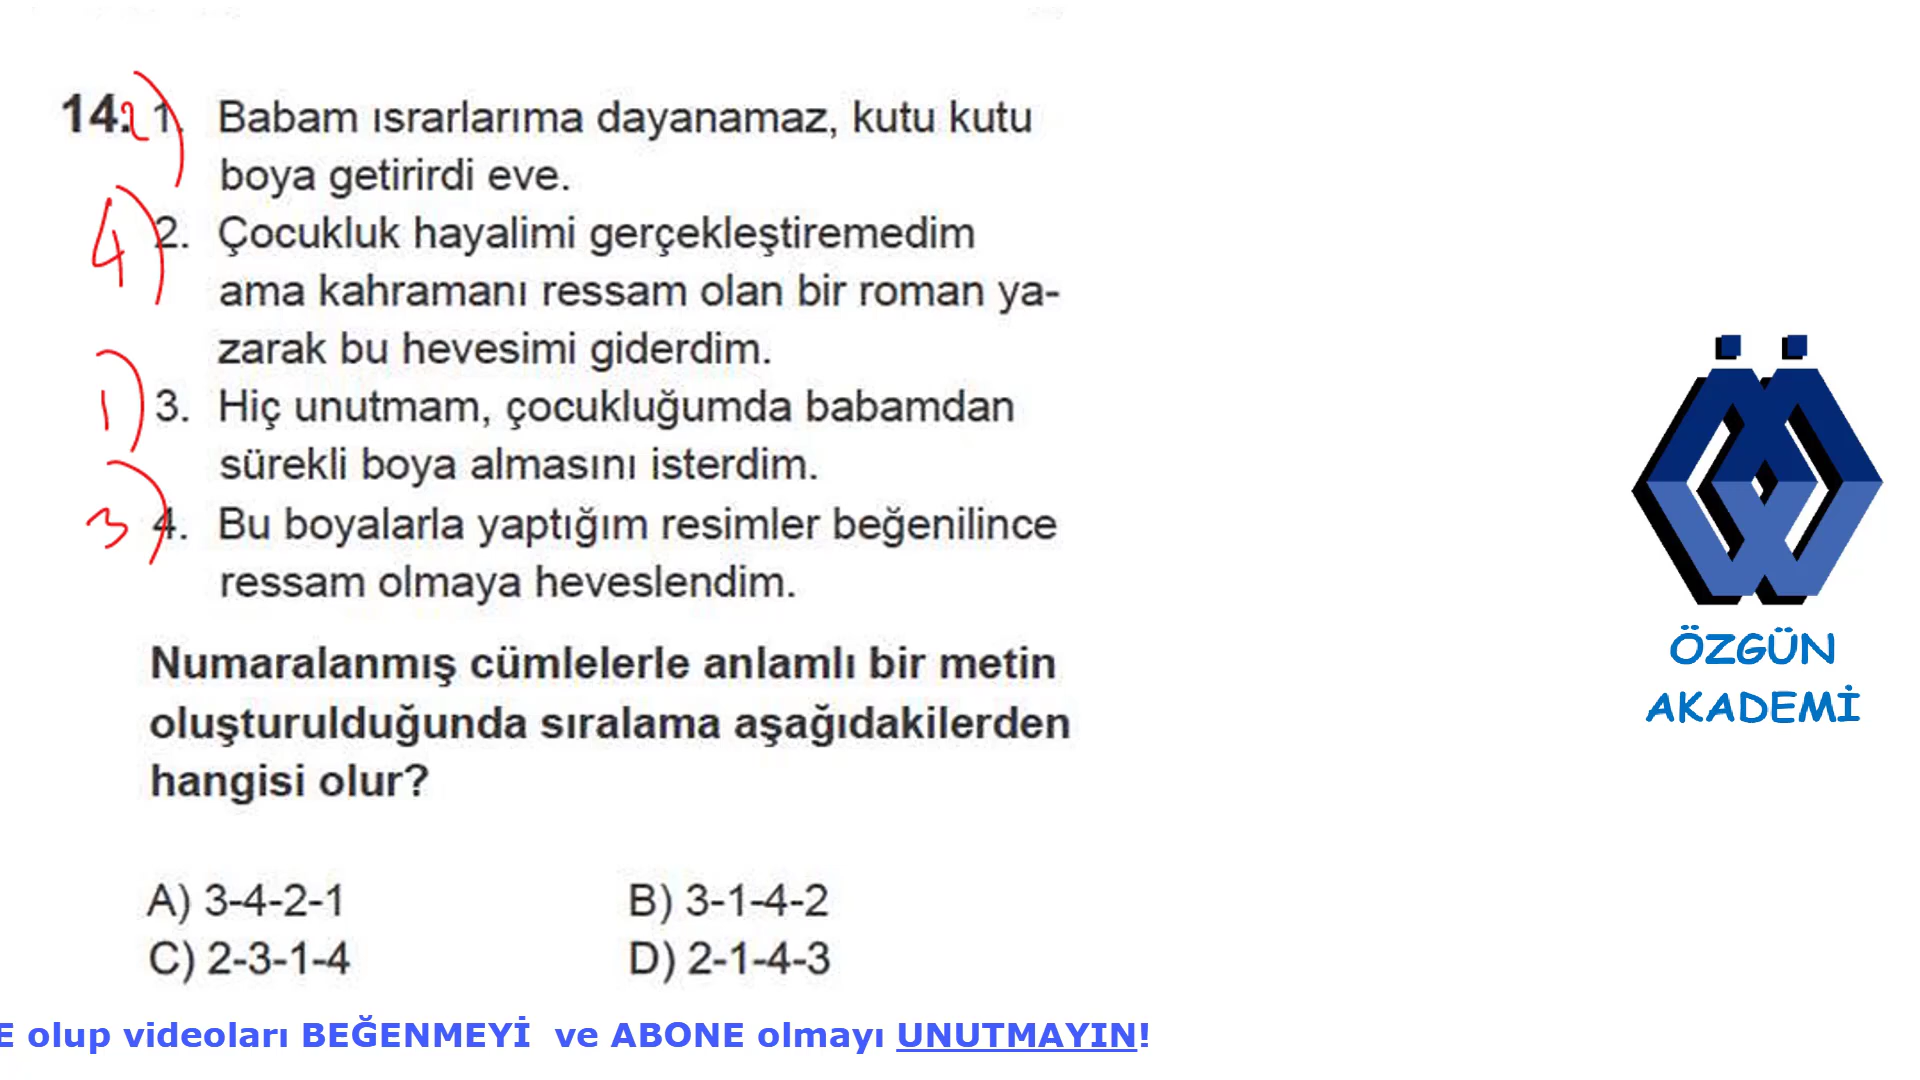 14. 2) 1. Babam ısrarlarıma dayanamaz, kutu kutu
boya getirirdi eve.
4) 2. Çocukluk hayalimi gerçekleştiremedim
ama kahramanı ressam olan bir roman ya-
zarak bu hevesimi giderdim.
1) 3. Hiç unutmam, çocukluğumda babamdan
sürekli boya almasını isterdim.
3) 4. Bu boyalarla yaptığım resimler beğenilince
ressam olmaya heveslendim.
Numaralanmış cümlelerle anlamlı bir metin
oluşturulduğunda sıralama aşağıdakilerden
hangisi olur?
A) 3-4-2-1 B) 3-1-4-2
C) 2-3-1-4 D) 2-1-4-3
ÖZGÜN
AKADEMİ
E olup videoları BEĞENMEYİ ve ABONE olmayı UNUTMAYIN!